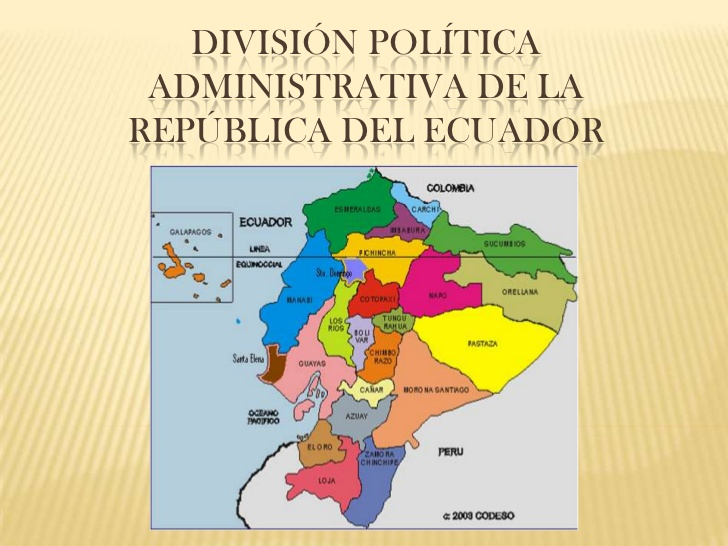 DIVISIÓN POLÍTICA
ADMINISTRATIVA DE LA
REPÚBLICA DEL ECUADOR
COLOMBIA
ESMERALDAS
CARCHI
ECUADOR
GALAPAGOS
IMBABURA
LINEA
EQUINOCCIAL
PICHINCHA
SUCUMBIOS
Sto. Domingo
MANABI
COTOPAXI
NAPO
ORELLANA
LOS
RIOS
TUNGU
RAHUA
BOLI
VAR
PASTAZA
Santa Elena
GUAYAS
CHIMBO
RAZO
CAÑAR
MORONA SANTIAGO
OCEANO
PACIFICO
AZUAY
EL ORO
ZAMORA
CHINCHIPE
PERU
LOJA
c: 2003 CODESO